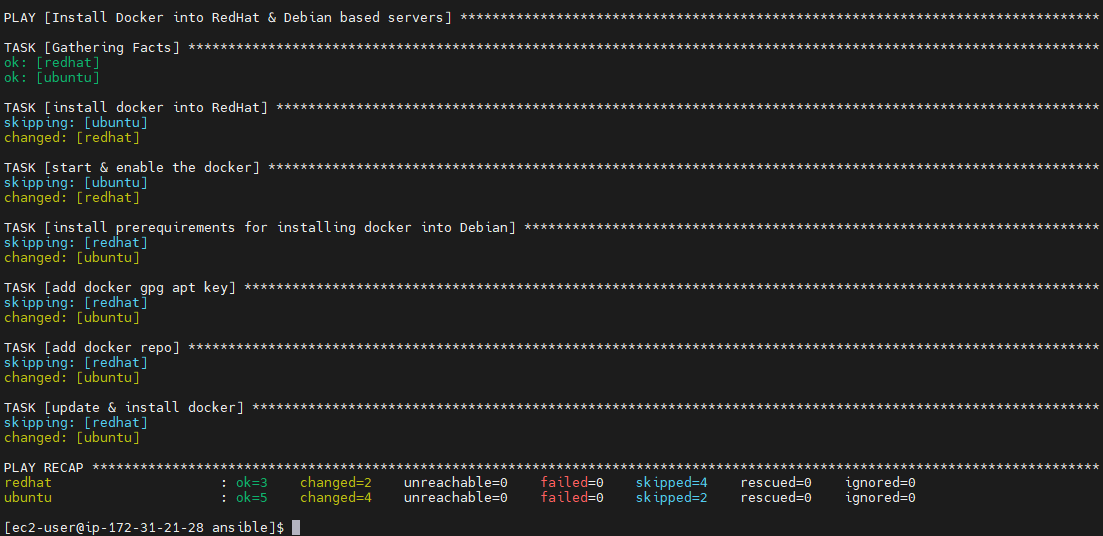 PLAY [Install Docker into RedHat & Debian based servers] ********************************************************************************
TASK [Gathering Facts] ******************************************************************************************************************
ok: [redhat]
ok: [ubuntu]
TASK [install docker into RedHat] *******************************************************************************************************
skipping: [ubuntu]
changed: [redhat]
TASK [start & enable the docker] ********************************************************************************************************
skipping: [ubuntu]
changed: [redhat]
TASK [install prerequirements for installing docker into Debian] ************************************************************************
skipping: [redhat]
changed: [ubuntu]
TASK [add docker gpg apt key] ***********************************************************************************************************
skipping: [redhat]
changed: [ubuntu]
TASK [add docker repo] ******************************************************************************************************************
skipping: [redhat]
changed: [ubuntu]
TASK [update & install docker] **********************************************************************************************************
skipping: [redhat]
changed: [ubuntu]
PLAY RECAP ******************************************************************************************************************************
redhat                     : ok=3    changed=2    unreachable=0    failed=0    skipped=4    rescued=0    ignored=0
ubuntu                     : ok=5    changed=4    unreachable=0    failed=0    skipped=2    rescued=0    ignored=0
[ec2-user@ip-172-31-21-28 ansible]$